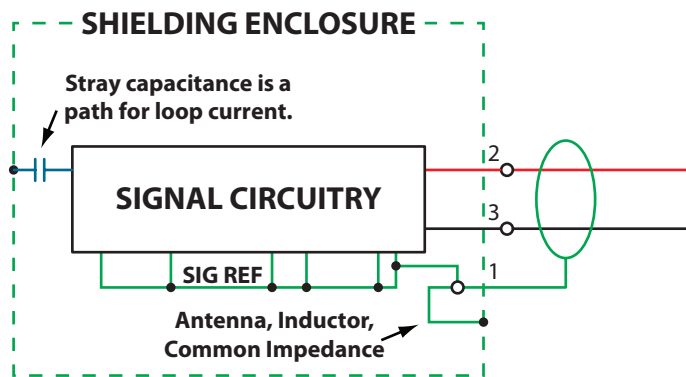 SHIELDING ENCLOSURE
Stray capacitance is a
path for loop current.
SIGNAL CIRCUITRY
2
3
SIG REF
1
Antenna, Inductor,
Common Impedance